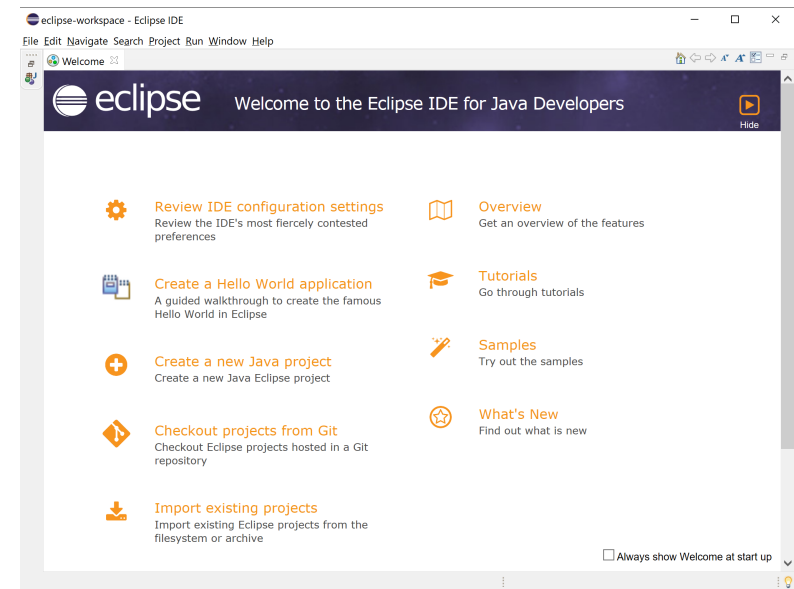 eclipse-workspace - Eclipse IDE
File Edit Navigate Search Project Run Window Help
Welcome
eclipse Welcome to the Eclipse IDE for Java Developers
Hide
Review IDE configuration settings
Review the IDE's most fiercely contested
preferences
Create a Hello World application
A guided walkthrough to create the famous
Hello World in Eclipse
Create a new Java project
Create a new Java Eclipse project
Checkout projects from Git
Checkout Eclipse projects hosted in a Git
repository
Import existing projects
Import existing Eclipse projects from the
filesystem or archive
Overview
Get an overview of the features
Tutorials
Go through tutorials
Samples
Try out the samples
What's New
Find out what is new
Always show Welcome at start up